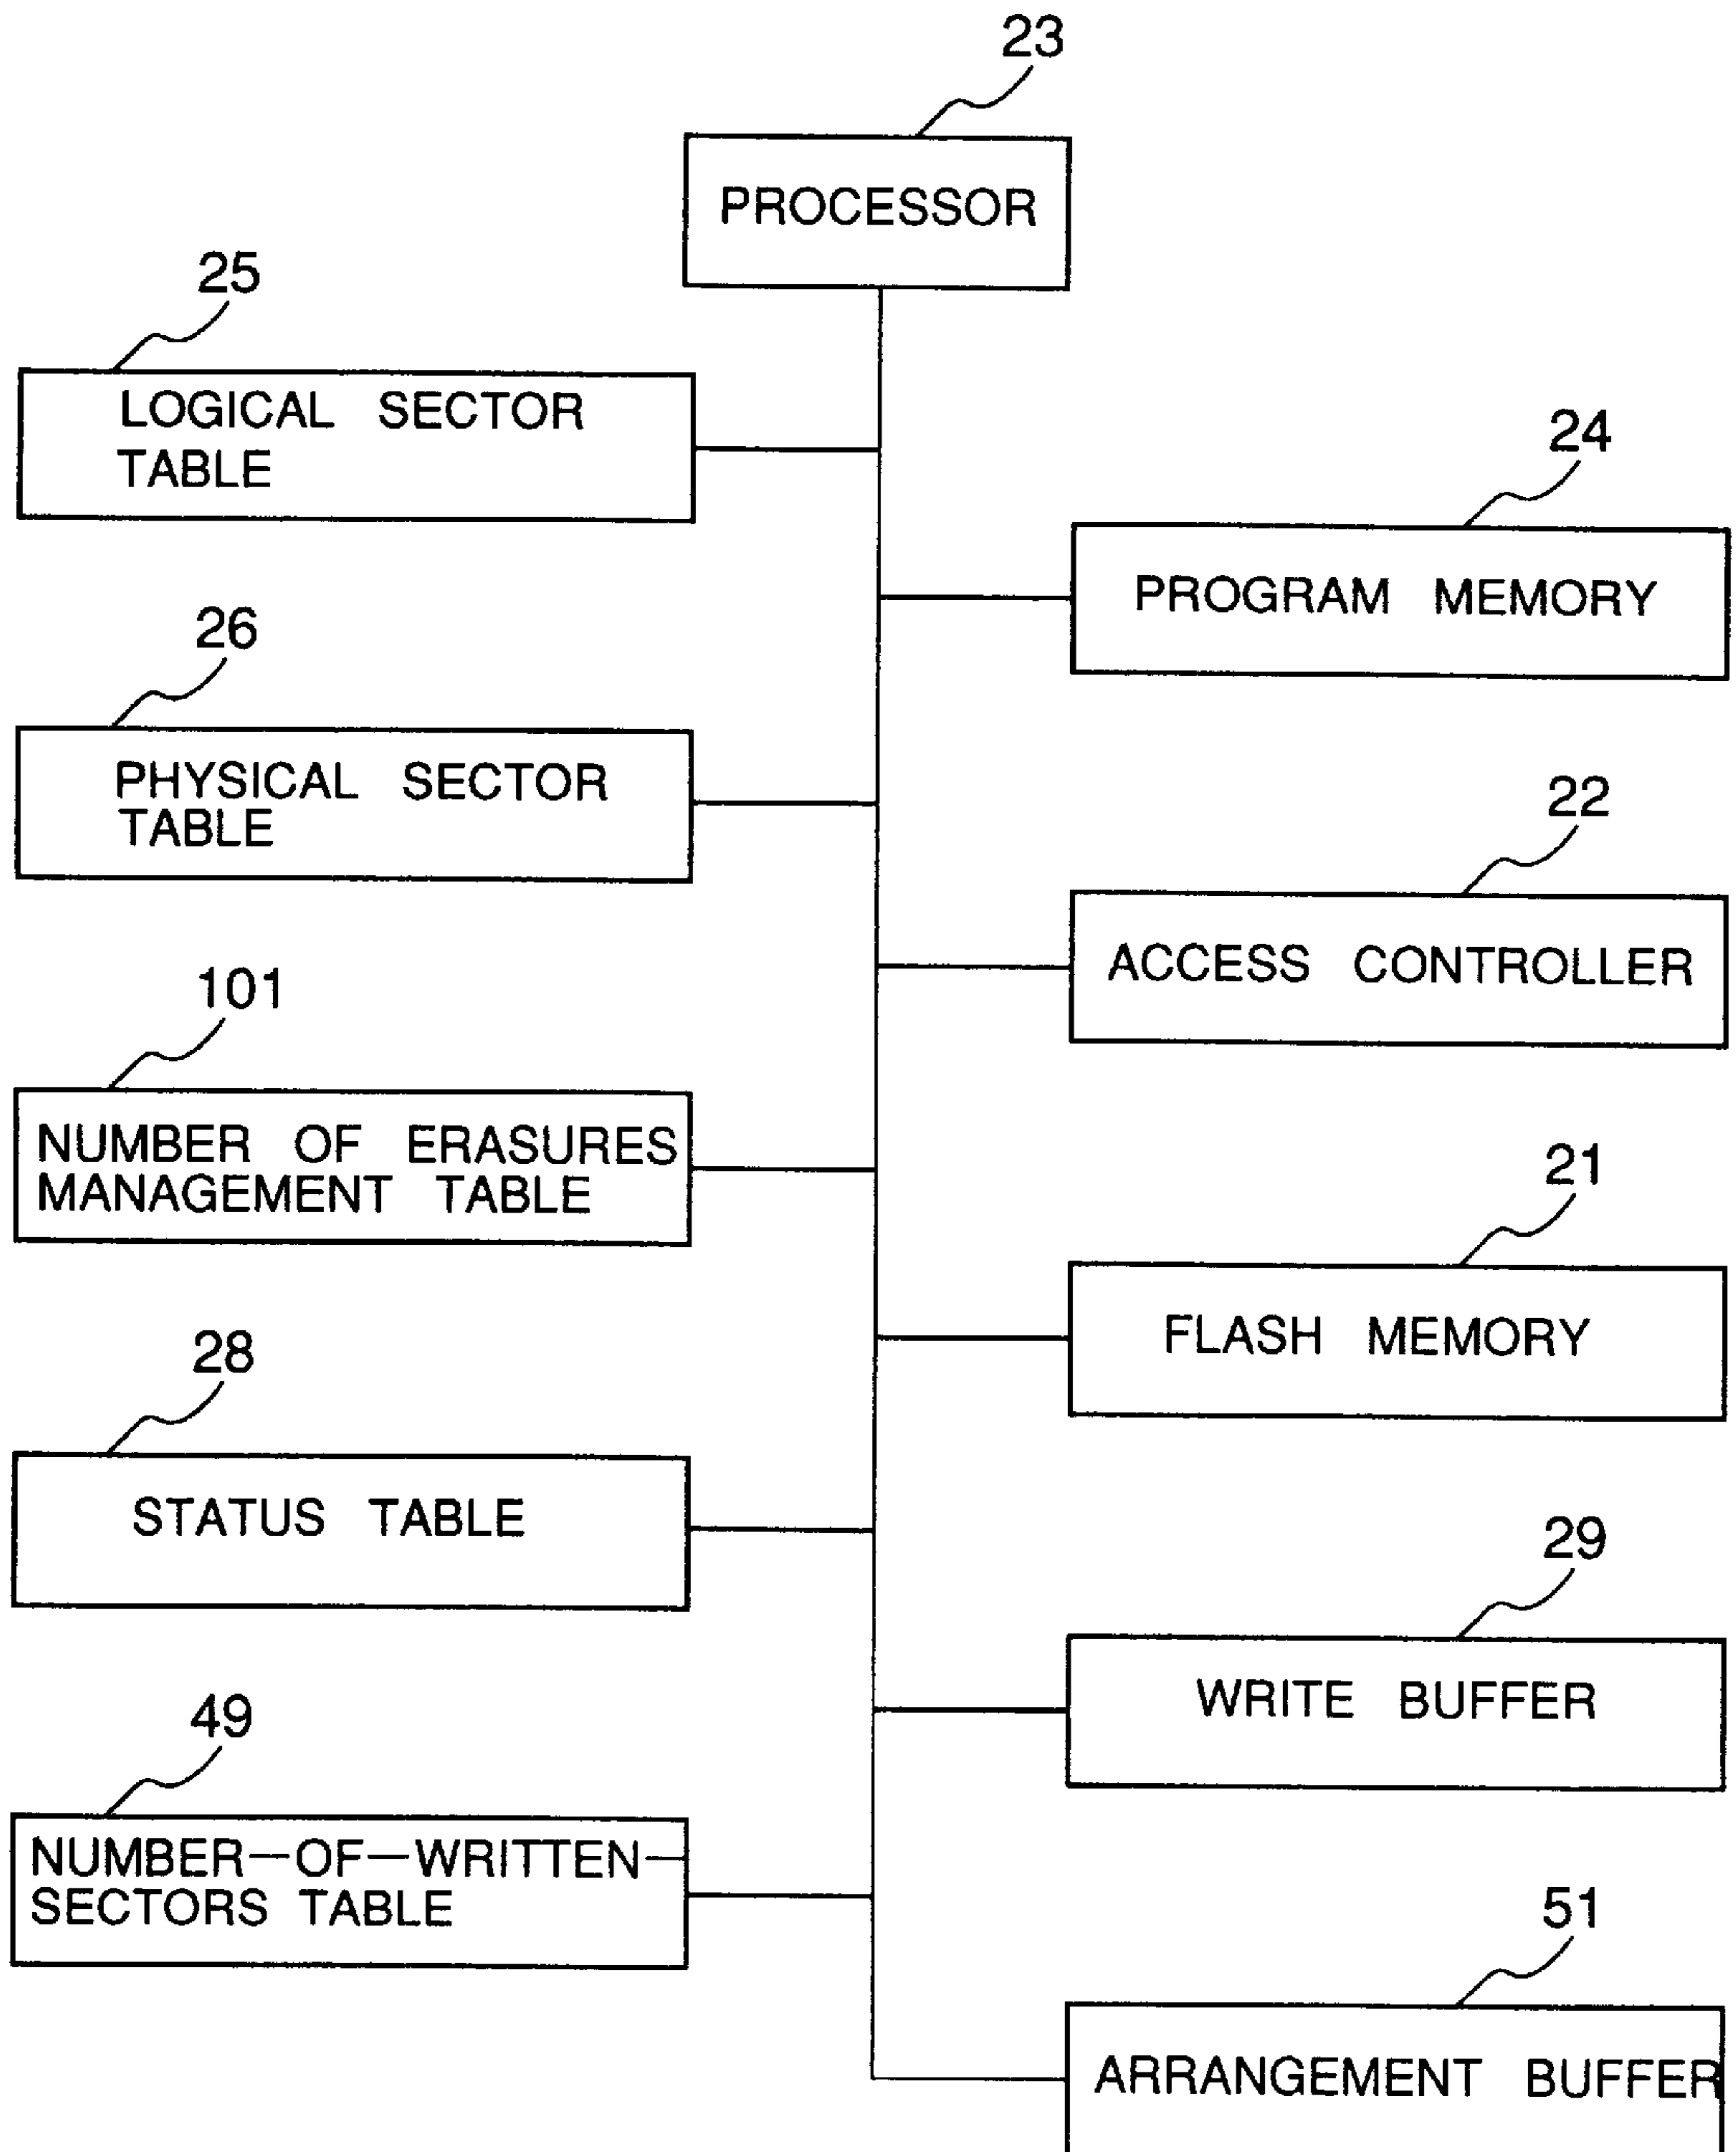 23
PROCESSOR
25
LOGICAL SECTOR
TABLE
24
PROGRAM MEMORY
26
PHYSICAL SECTOR
TABLE
22
ACCESS CONTROLLER
101
NUMBER OF ERASURES
MANAGEMENT TABLE
21
FLASH MEMORY
28
STATUS TABLE
29
WRITE BUFFER
49
NUMBER-OF-WRITTEN-
SECTORS TABLE
51
ARRANGEMENT BUFFER